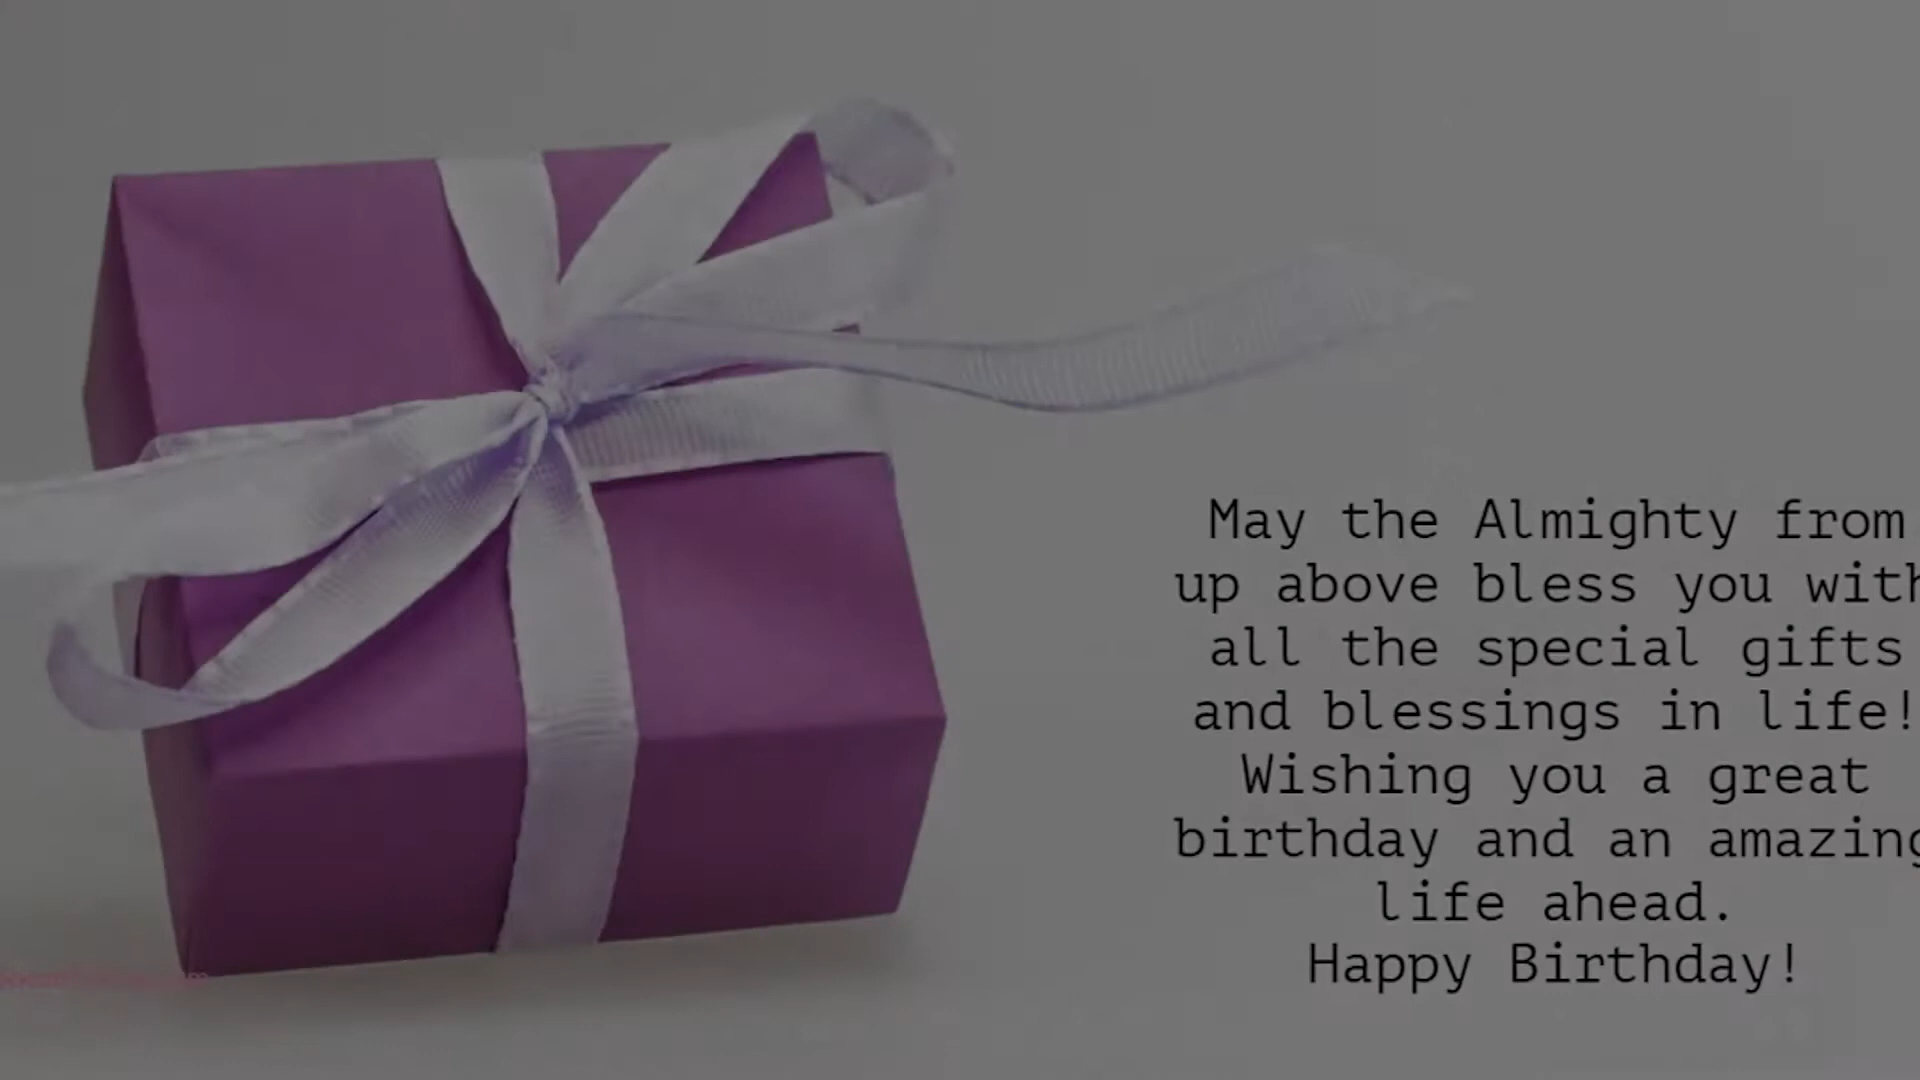 May the Almighty from
up above bless you with
all the special gifts
and blessings in life!
Wishing you a great
birthday and an amazing
life ahead.
Happy Birthday!